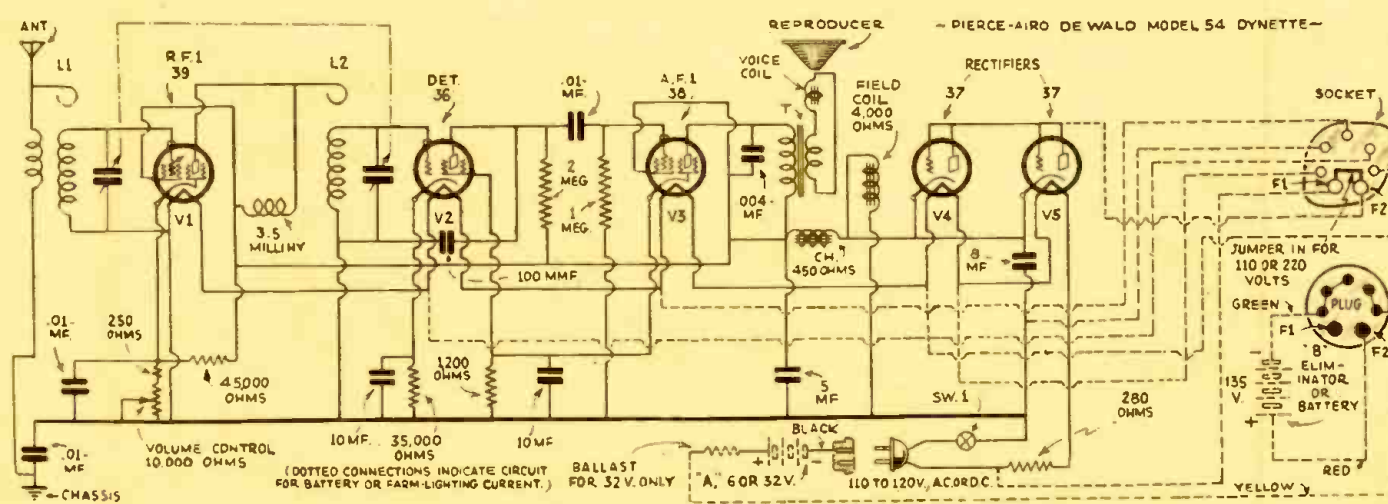 ~ PIERCE-AIRO DE WALD MODEL 54 DYNETTE ~
ANT.
L1
R.F.1
39
L2
DET.
36
.01-
MF.
A.F.1
38
REPRODUCER
VOICE
COIL
T
FIELD
COIL
4,000
OHMS
RECTIFIERS
37
37
SOCKET
F1
F2
V1
3.5
MILLIHY
V2
2
MEG.
1
MEG.
V3
.004-
MF
V4
V5
100 MMF
CH.
450 OHMS
8
MF
JUMPER IN FOR
110 OR 220
VOLTS
GREEN
PLUG
F1
F2
.01-
MF.
250
OHMS
45,000
OHMS
1,200
OHMS
5
MF
SW.1
280
OHMS
135
V.
-
+
"B"
ELIM-
INATOR
OR
BATTERY
.01-
MF
VOLUME CONTROL
10,000 OHMS
10 MF.
35,000
OHMS
10 MF
(DOTTED CONNECTIONS INDICATE CIRCUIT
FOR BATTERY OR FARM-LIGHTING CURRENT.)
BALLAST
FOR 32 V. ONLY
BLACK
+
-
"A," 6 OR 32 V.
110 TO 120 V., A.C. OR D.C.
RED
YELLOW
CHASSIS